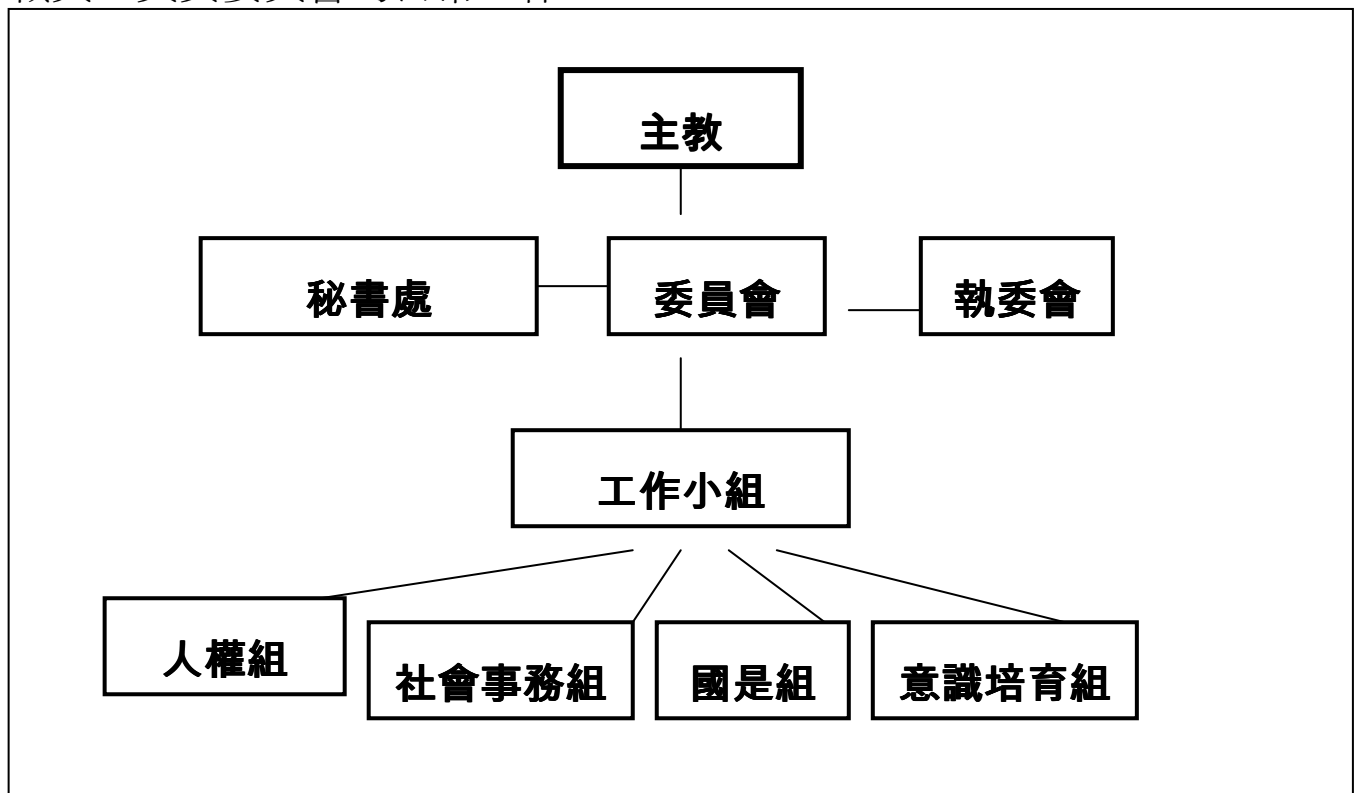 主教
秘書處
委員會
執委會
工作小組
人權組
社會事務組
國是組
意識培育組